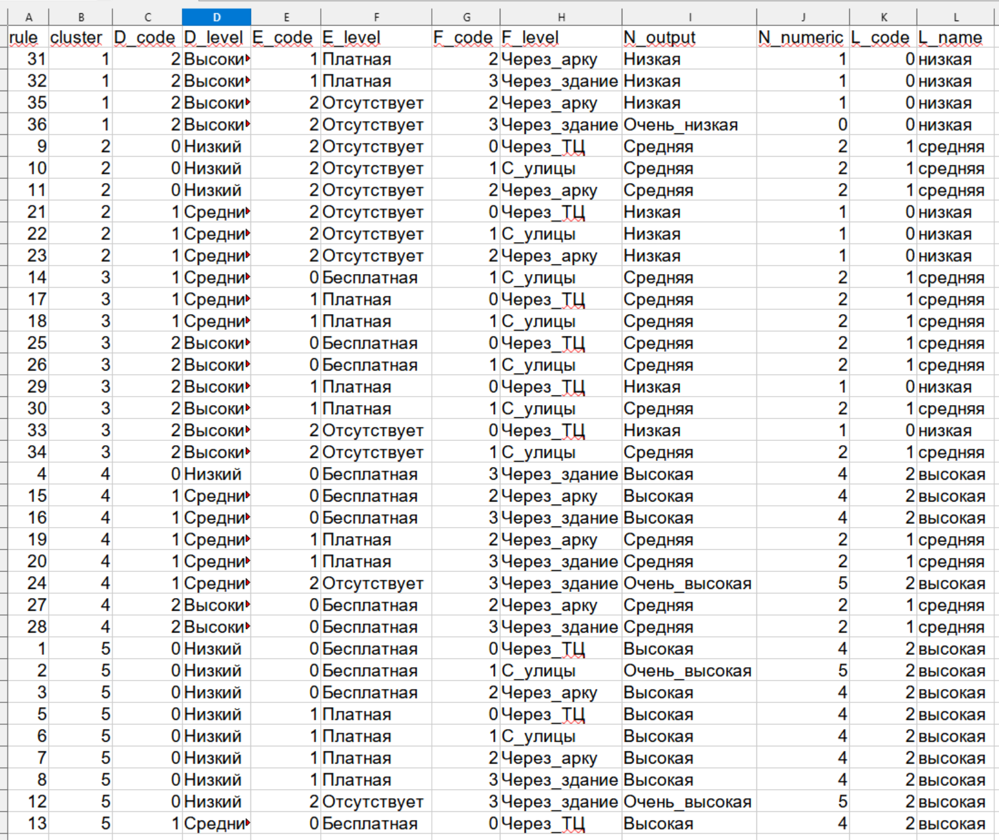 A B C D E F G H I J K L
rule cluster D_code D_level E_code E_level F_code F_level N_output N_numeric L_code L_name
31 1 2 Высоки 1 Платная 2 Через_арку Низкая 1 0 низкая
32 1 2 Высоки 1 Платная 3 Через_здание Низкая 1 0 низкая
35 1 2 Высоки 2 Отсутствует 2 Через_арку Низкая 1 0 низкая
36 1 2 Высоки 2 Отсутствует 3 Через_здание Очень_низкая 0 0 низкая
9 2 0 Низкий 2 Отсутствует 0 Через_ТЦ Средняя 2 1 средняя
10 2 0 Низкий 2 Отсутствует 1 С_улицы Средняя 2 1 средняя
11 2 0 Низкий 2 Отсутствует 2 Через_арку Средняя 2 1 средняя
21 2 1 Средни 2 Отсутствует 0 Через_ТЦ Низкая 1 0 низкая
22 2 1 Средни 2 Отсутствует 1 С_улицы Низкая 1 0 низкая
23 2 1 Средни 2 Отсутствует 2 Через_арку Низкая 1 0 низкая
14 3 1 Средни 0 Бесплатная 1 С_улицы Средняя 2 1 средняя
17 3 1 Средни 1 Платная 0 Через_ТЦ Средняя 2 1 средняя
18 3 1 Средни 1 Платная 1 С_улицы Средняя 2 1 средняя
25 3 2 Высоки 0 Бесплатная 0 Через_ТЦ Средняя 2 1 средняя
26 3 2 Высоки 0 Бесплатная 1 С_улицы Средняя 2 1 средняя
29 3 2 Высоки 1 Платная 0 Через_ТЦ Низкая 1 0 низкая
30 3 2 Высоки 1 Платная 1 С_улицы Средняя 2 1 средняя
33 3 2 Высоки 2 Отсутствует 0 Через_ТЦ Низкая 1 0 низкая
34 3 2 Высоки 2 Отсутствует 1 С_улицы Средняя 2 1 средняя
4 4 0 Низкий 0 Бесплатная 3 Через_здание Высокая 4 2 высокая
15 4 1 Средни 0 Бесплатная 2 Через_арку Высокая 4 2 высокая
16 4 1 Средни 0 Бесплатная 3 Через_здание Высокая 4 2 высокая
19 4 1 Средни 1 Платная 2 Через_арку Средняя 2 1 средняя
20 4 1 Средни 1 Платная 3 Через_здание Средняя 2 1 средняя
24 4 1 Средни 2 Отсутствует 3 Через_здание Очень_высокая 5 2 высокая
27 4 2 Высоки 0 Бесплатная 2 Через_арку Средняя 2 1 средняя
28 4 2 Высоки 0 Бесплатная 3 Через_здание Средняя 2 1 средняя
1 5 0 Низкий 0 Бесплатная 0 Через_ТЦ Высокая 4 2 высокая
2 5 0 Низкий 0 Бесплатная 1 С_улицы Очень_высокая 5 2 высокая
3 5 0 Низкий 0 Бесплатная 2 Через_арку Высокая 4 2 высокая
5 5 0 Низкий 1 Платная 0 Через_ТЦ Высокая 4 2 высокая
6 5 0 Низкий 1 Платная 1 С_улицы Высокая 4 2 высокая
7 5 0 Низкий 1 Платная 2 Через_арку Высокая 4 2 высокая
8 5 0 Низкий 1 Платная 3 Через_здание Высокая 4 2 высокая
12 5 0 Низкий 2 Отсутствует 3 Через_здание Очень_высокая 5 2 высокая
13 5 1 Средни 0 Бесплатная 0 Через_ТЦ Высокая 4 2 высокая